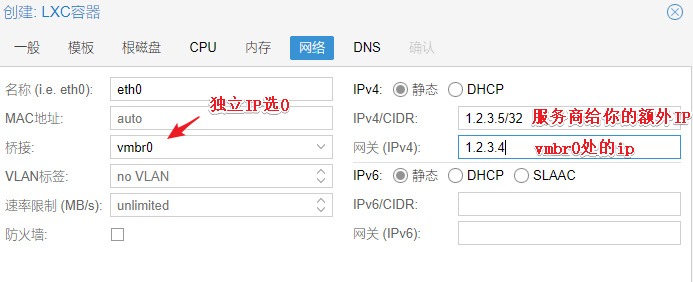 创建: LXC容器
一般 模板 根磁盘 CPU 内存 网络 DNS 确认
名称 (i.e. eth0): eth0
MAC地址: auto
桥接: vmbr0
VLAN标签: no VLAN
速率限制 (MB/s): unlimited
防火墙:
独立IP选0
IPv4: 静态 DHCP
IPv4/CIDR: 1.2.3.5/32 服务商给你的额外IP
网关 (IPv4): 1.2.3.4 vmbr0处的ip
IPv6: 静态 DHCP SLAAC
IPv6/CIDR:
网关 (IPv6):